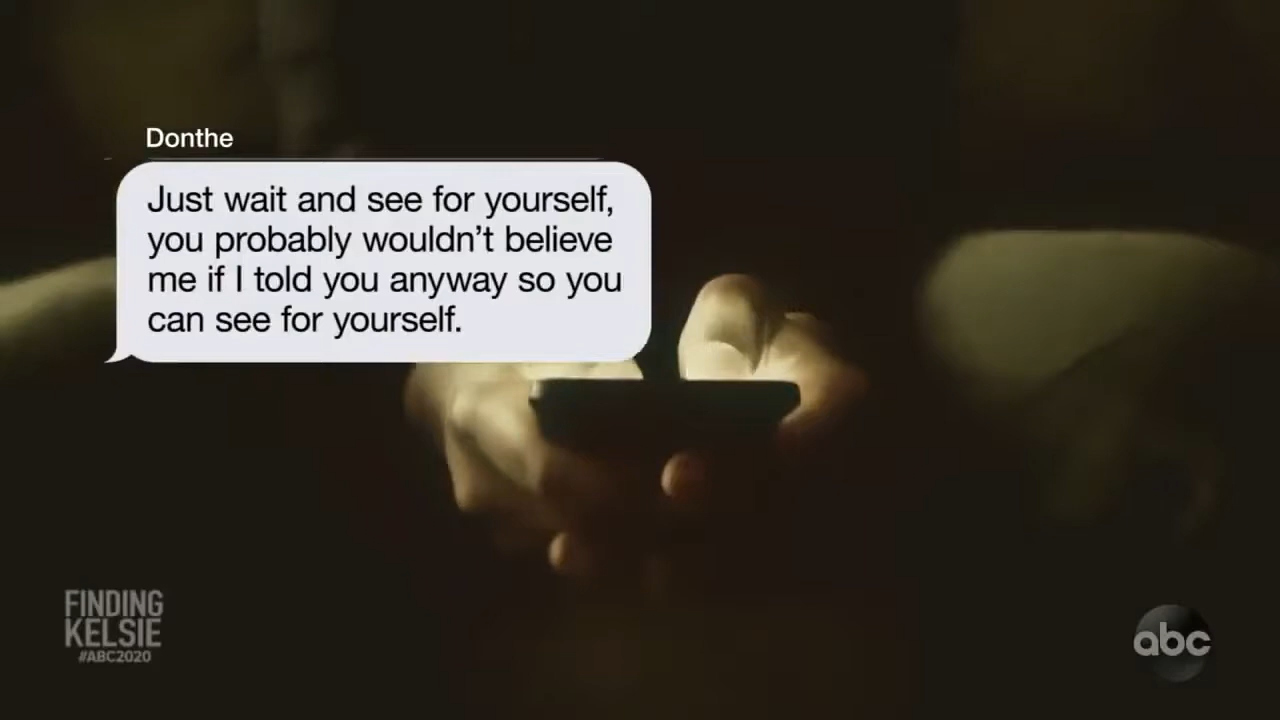 Donthe
Just wait and see for yourself,
you probably wouldn't believe
me if I told you anyway so you
can see for yourself.
FINDING
KELSIE
#ABC2020
abc